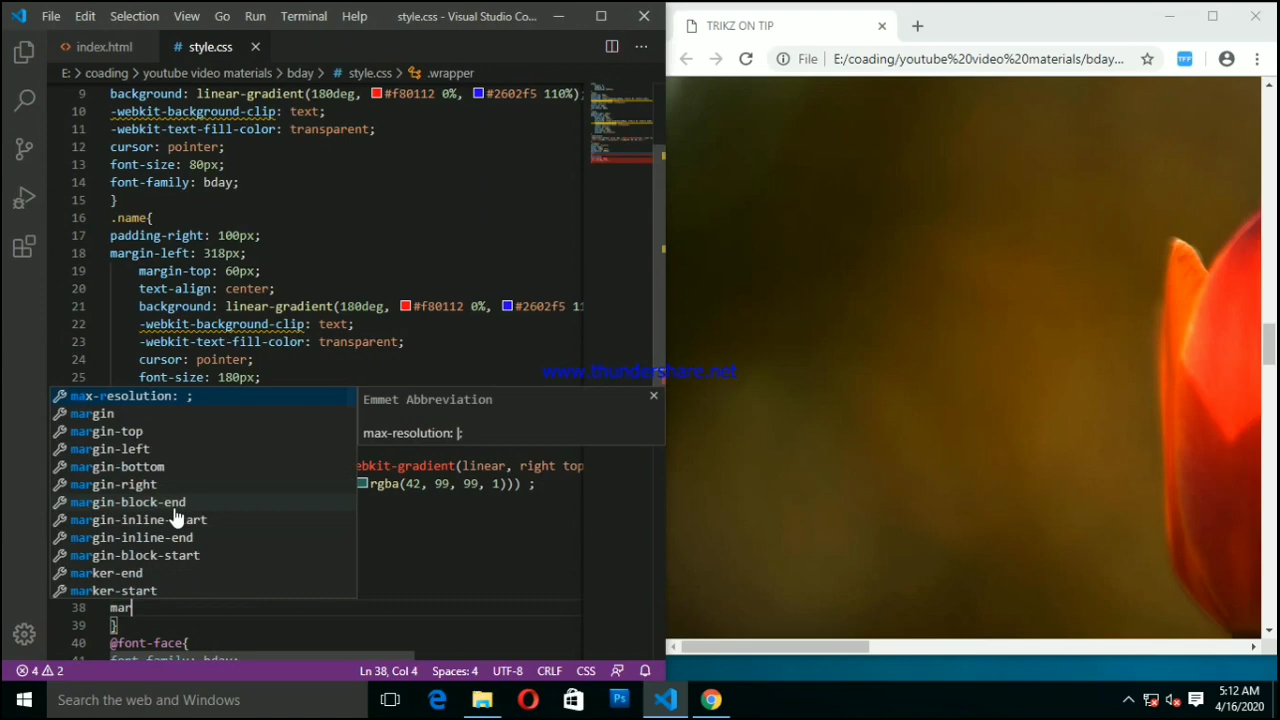 File Edit Selection View Go Run Terminal Help style.css - Visual Studio Co...
index.html style.css
E: > coading > youtube video materials > bday > style.css > .wrapper
9 background: linear-gradient(180deg, #f80112 0%, #2602f5 110%);
10 -webkit-background-clip: text;
11 -webkit-text-fill-color: transparent;
12 cursor: pointer;
13 font-size: 80px;
14 font-family: bday;
15 }
16 .name{
17 padding-right: 100px;
18 margin-left: 318px;
19 margin-top: 60px;
20 text-align: center;
21 background: linear-gradient(180deg, #f80112 0%, #2602f5 11
22 -webkit-background-clip: text;
23 -webkit-text-fill-color: transparent;
24 cursor: pointer;
25 font-size: 180px;
max-resolution: ;
margin
margin-top
margin-left
margin-bottom
margin-right
margin-block-end
margin-inline-start
margin-inline-end
margin-block-start
marker-end
marker-start
Emmet Abbreviation
max-resolution: |;
ebkit-gradient(linear, right top
rgba(42, 99, 99, 1))) ;
38 mar
39 }
40 @font-face{
font-family: bday;
4 2 Ln 38, Col 4 Spaces: 4 UTF-8 CRLF CSS
TRIKZ ON TIP
File E:/coading/youtube%20video%20materials/bday...
TFF
www.thundershare.net
Search the web and Windows
Ps
5:12 AM
4/16/2020